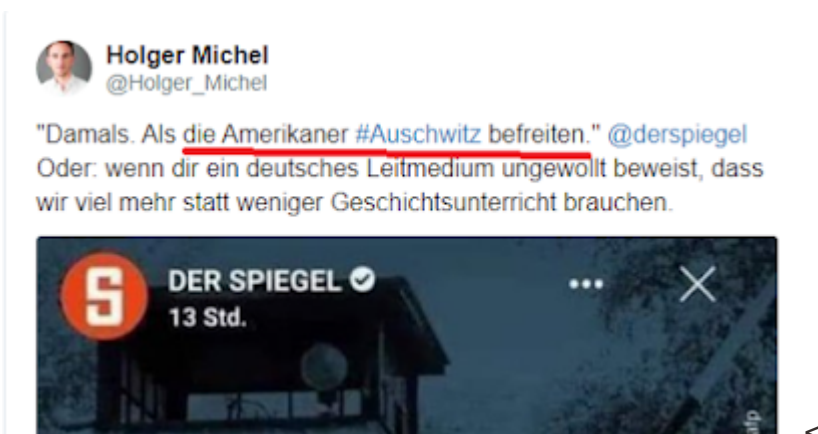 Holger Michel
@Holger_Michel
"Damals. Als die Amerikaner #Auschwitz befreiten." @derspiegel
Oder: wenn dir ein deutsches Leitmedium ungewollt beweist, dass
wir viel mehr statt weniger Geschichtsunterricht brauchen.
S
DER SPIEGEL
13 Std.
afp
<